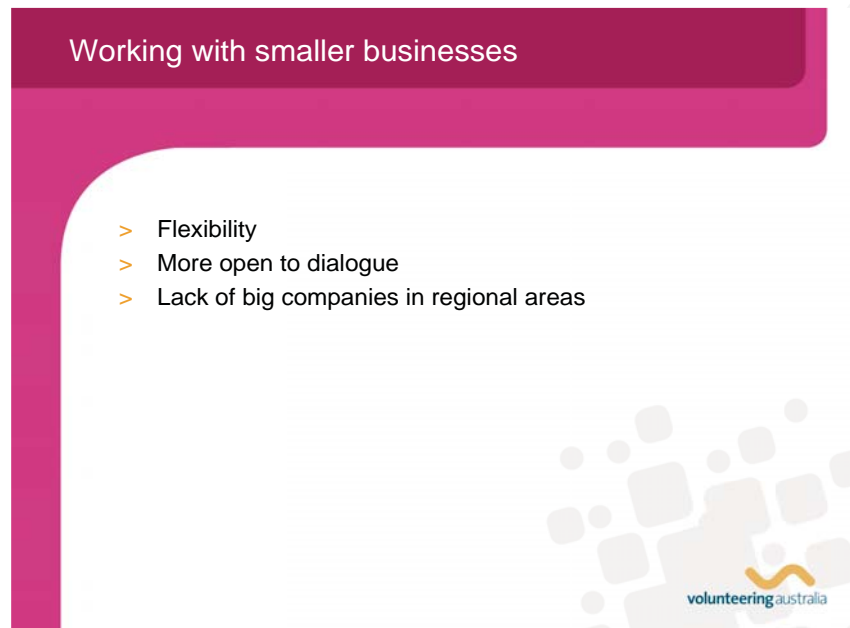 Working with smaller businesses
> Flexibility
> More open to dialogue
> Lack of big companies in regional areas
volunteering australia